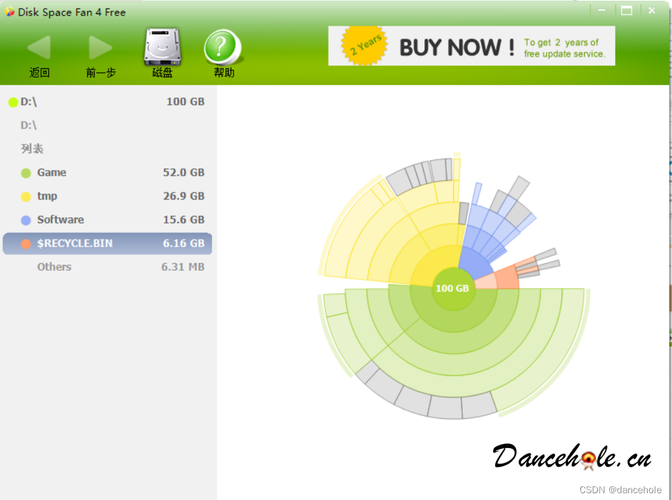 Disk Space Fan 4 Free
返回
前一步
磁盘
帮助
2 Years
BUY NOW !
To get 2 years of
free update service.
D:\ 100 GB
D:\
列表
Game 52.0 GB
tmp 26.9 GB
Software 15.6 GB
$RECYCLE.BIN 6.16 GB
Others 6.31 MB
100 GB
Dancehole.cn
CSDN @dancehole